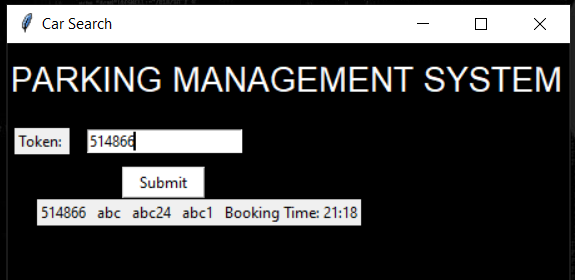 Car Search
PARKING MANAGEMENT SYSTEM
Token: 514866
Submit
514866 abc abc24 abc1 Booking Time: 21:18